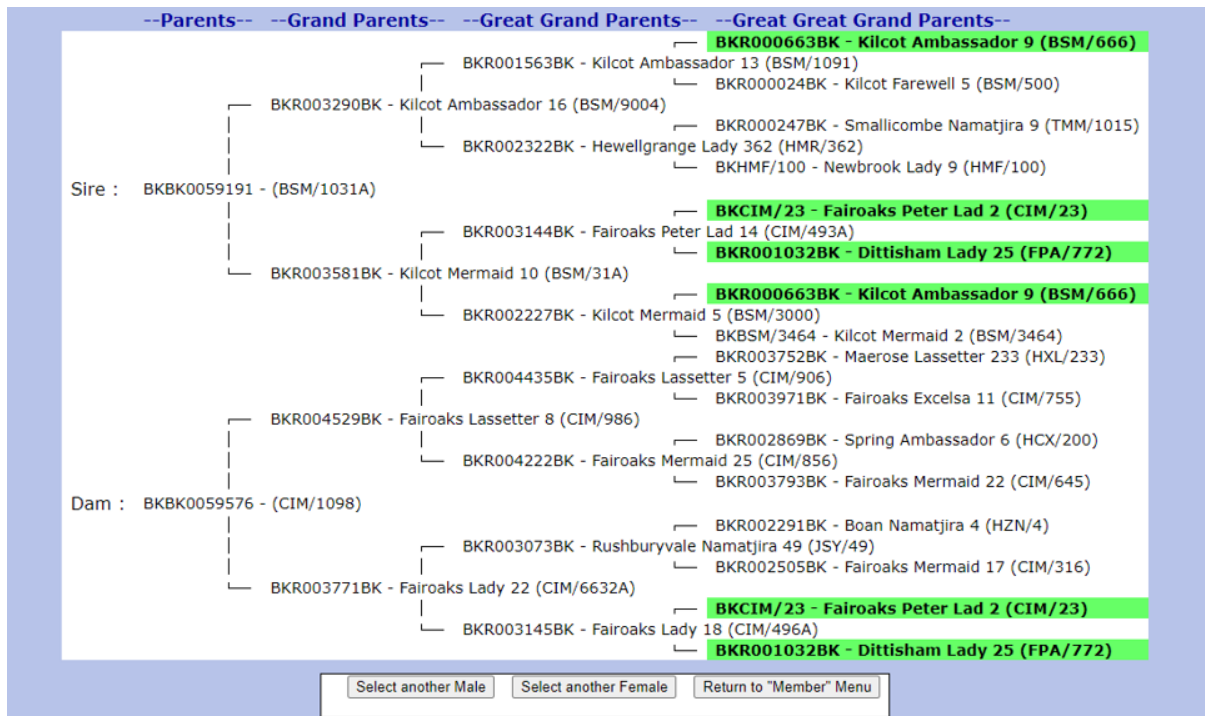 --Parents-- --Grand Parents-- --Great Grand Parents-- --Great Great Grand Parents--
BKR000663BK - Kilcot Ambassador 9 (BSM/666)
BKR001563BK - Kilcot Ambassador 13 (BSM/1091)
BKR000024BK - Kilcot Farewell 5 (BSM/500)
BKR003290BK - Kilcot Ambassador 16 (BSM/9004)
BKR000247BK - Smallicombe Namatjira 9 (TMM/1015)
BKR002322BK - Hewellgrange Lady 362 (HMR/362)
BKHMF/100 - Newbrook Lady 9 (HMF/100)
Sire : BKBK0059191 - (BSM/1031A)
BKCIM/23 - Fairoaks Peter Lad 2 (CIM/23)
BKR003144BK - Fairoaks Peter Lad 14 (CIM/493A)
BKR001032BK - Dittisham Lady 25 (FPA/772)
BKR003581BK - Kilcot Mermaid 10 (BSM/31A)
BKR000663BK - Kilcot Ambassador 9 (BSM/666)
BKR002227BK - Kilcot Mermaid 5 (BSM/3000)
BKBSM/3464 - Kilcot Mermaid 2 (BSM/3464)
BKR003752BK - Maerose Lassetter 233 (HXL/233)
BKR004435BK - Fairoaks Lassetter 5 (CIM/906)
BKR003971BK - Fairoaks Excelsa 11 (CIM/755)
BKR004529BK - Fairoaks Lassetter 8 (CIM/986)
BKR002869BK - Spring Ambassador 6 (HCX/200)
BKR004222BK - Fairoaks Mermaid 25 (CIM/856)
BKR003793BK - Fairoaks Mermaid 22 (CIM/645)
Dam : BKBK0059576 - (CIM/1098)
BKR002291BK - Boan Namatjira 4 (HZN/4)
BKR003073BK - Rushburyvale Namatjira 49 (JSY/49)
BKR002505BK - Fairoaks Mermaid 17 (CIM/316)
BKR003771BK - Fairoaks Lady 22 (CIM/6632A)
BKCIM/23 - Fairoaks Peter Lad 2 (CIM/23)
BKR003145BK - Fairoaks Lady 18 (CIM/496A)
BKR001032BK - Dittisham Lady 25 (FPA/772)
Select another Male Select another Female Return to "Member" Menu